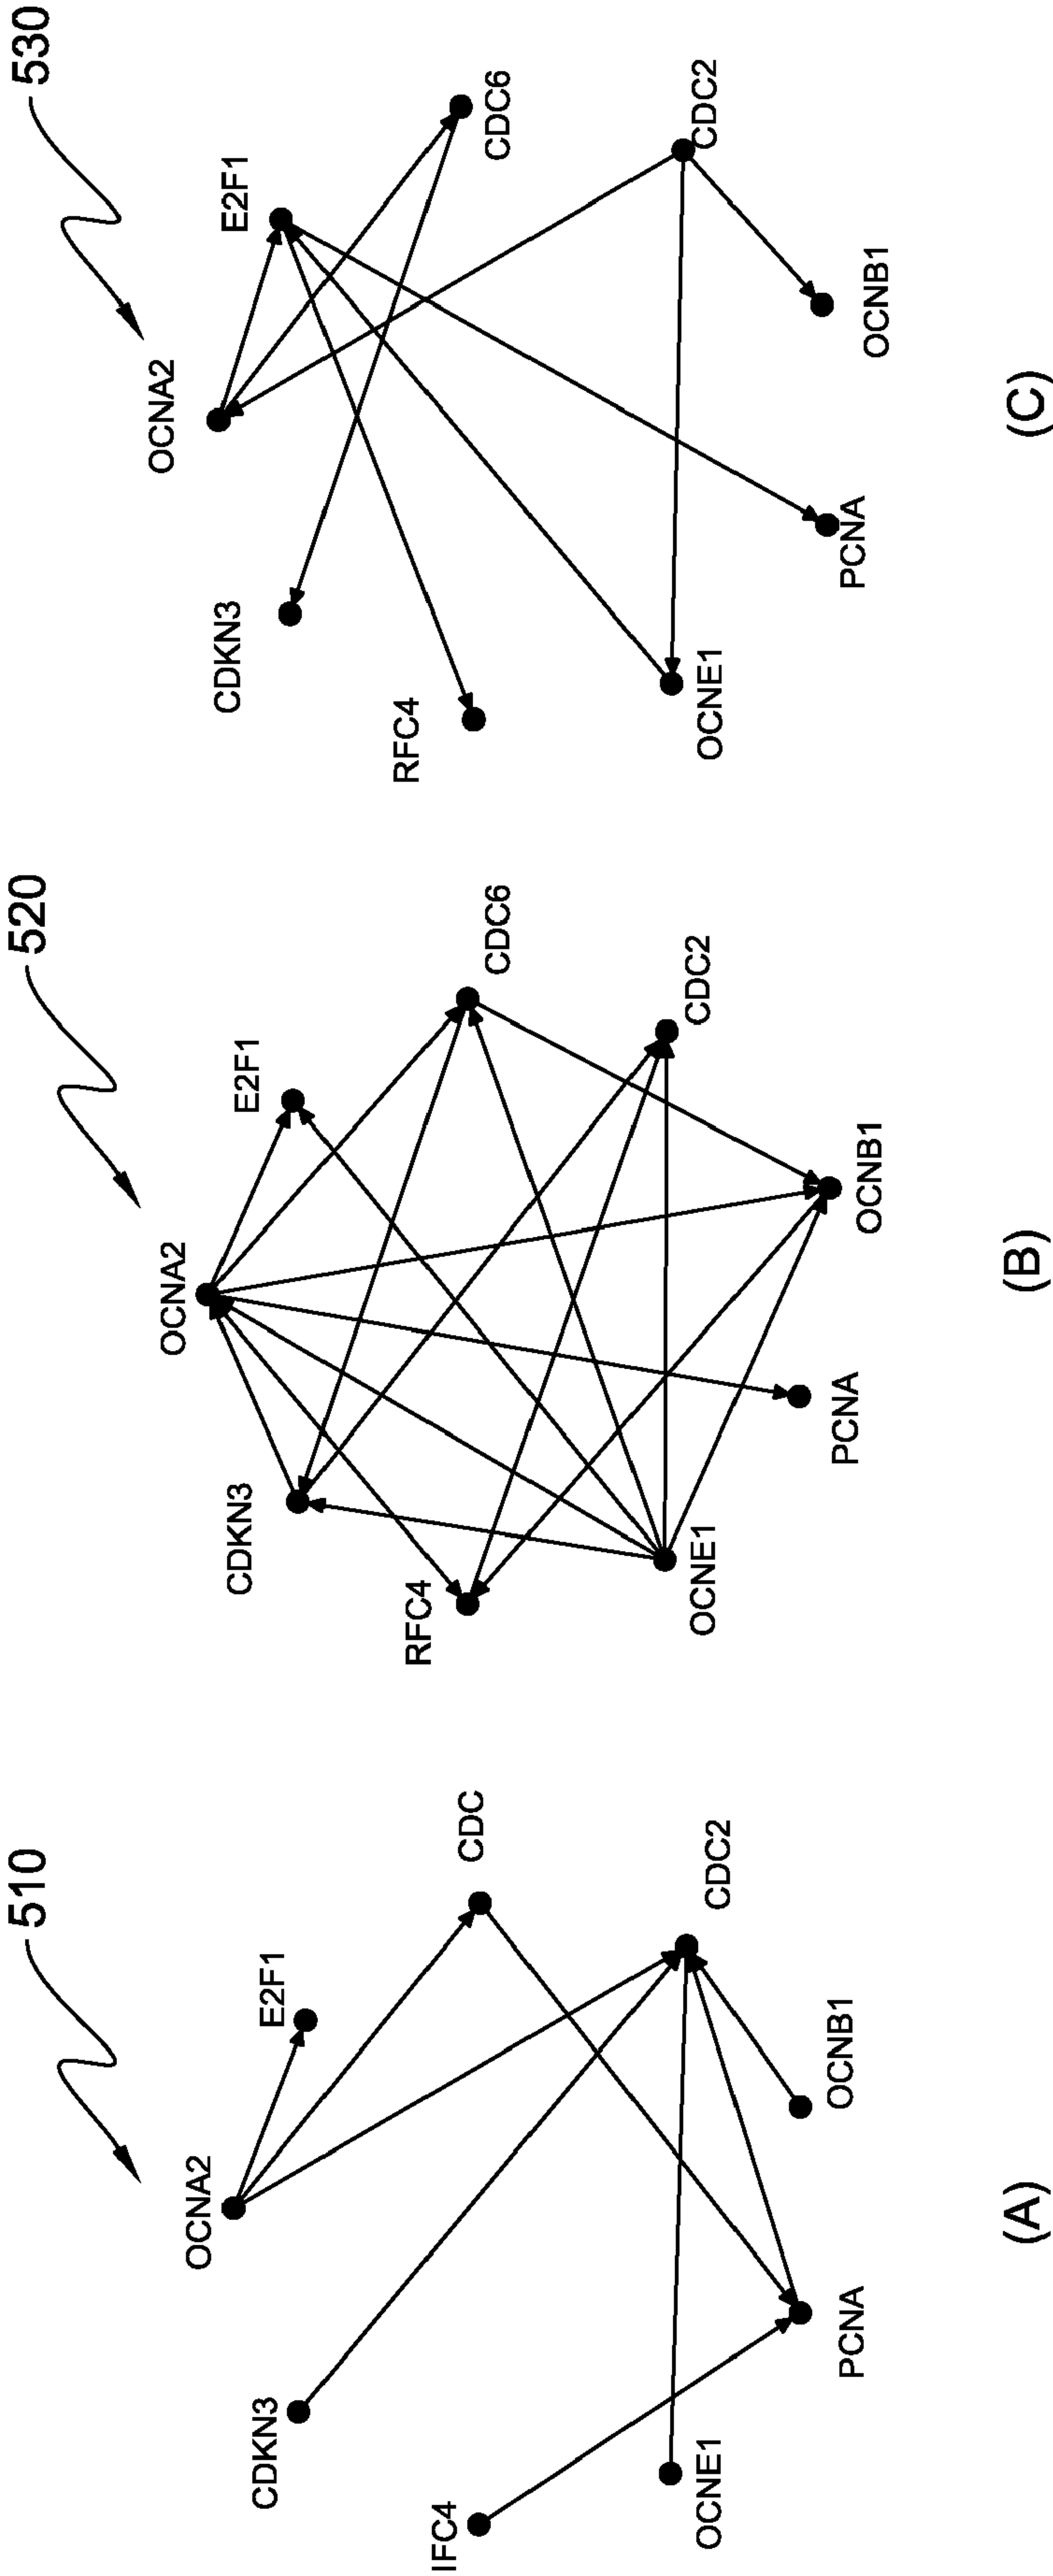 510
OCNA2
E2F1
CDKN3
CDC
IFC4
CDC2
OCNE1
OCNB1
PCNA
(A)
520
OCNA2
E2F1
CDKN3
CDC6
RFC4
CDC2
OCNE1
OCNB1
PCNA
(B)
530
OCNA2
E2F1
CDKN3
CDC6
RFC4
CDC2
OCNE1
OCNB1
PCNA
(C)